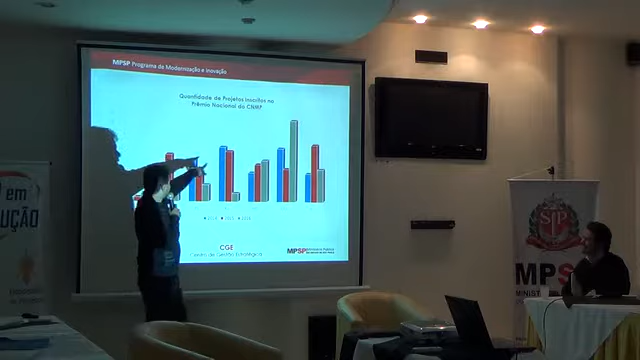 MPSP Programa de Modernização e Inovação
Quantidade de Projetos Inscritos no
Prêmio Nacional do CNMP
CGE
Centro de Gestão Estratégica
MPSP
em
UÇÃO
MPS
MINIST